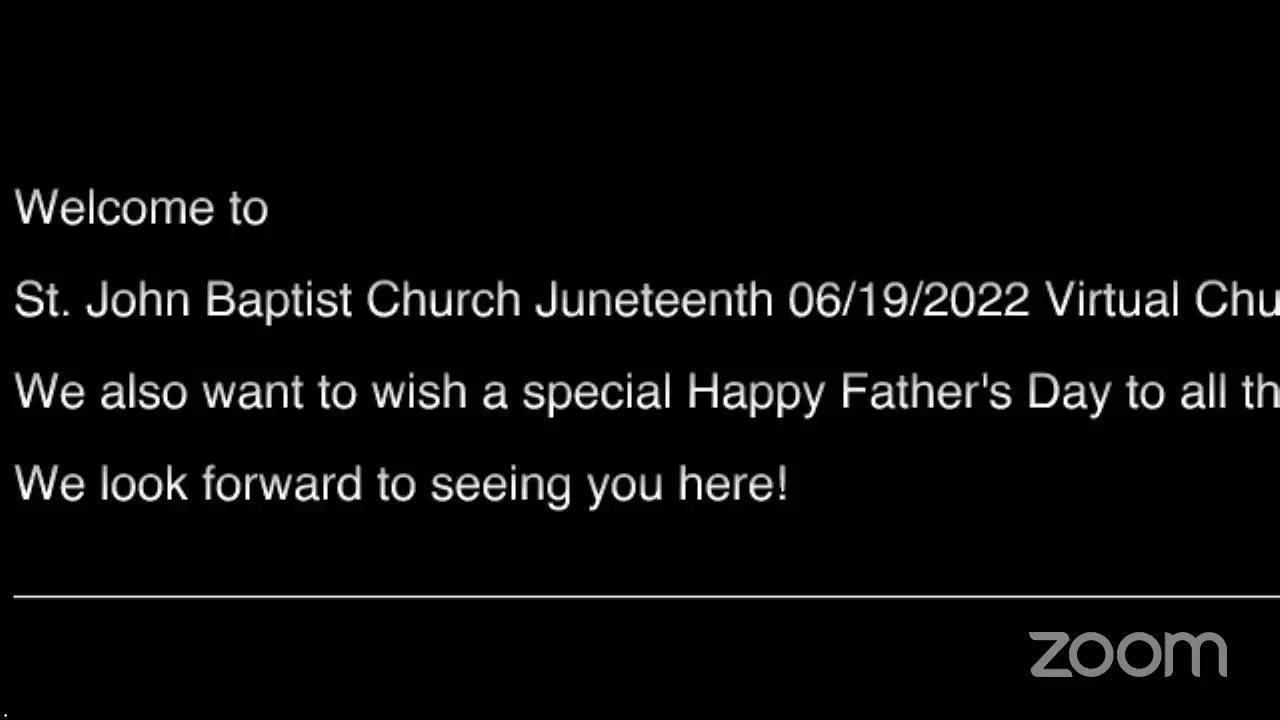 Welcome to
St. John Baptist Church Juneteenth 06/19/2022 Virtual Chu
We also want to wish a special Happy Father's Day to all th
We look forward to seeing you here!
zoom